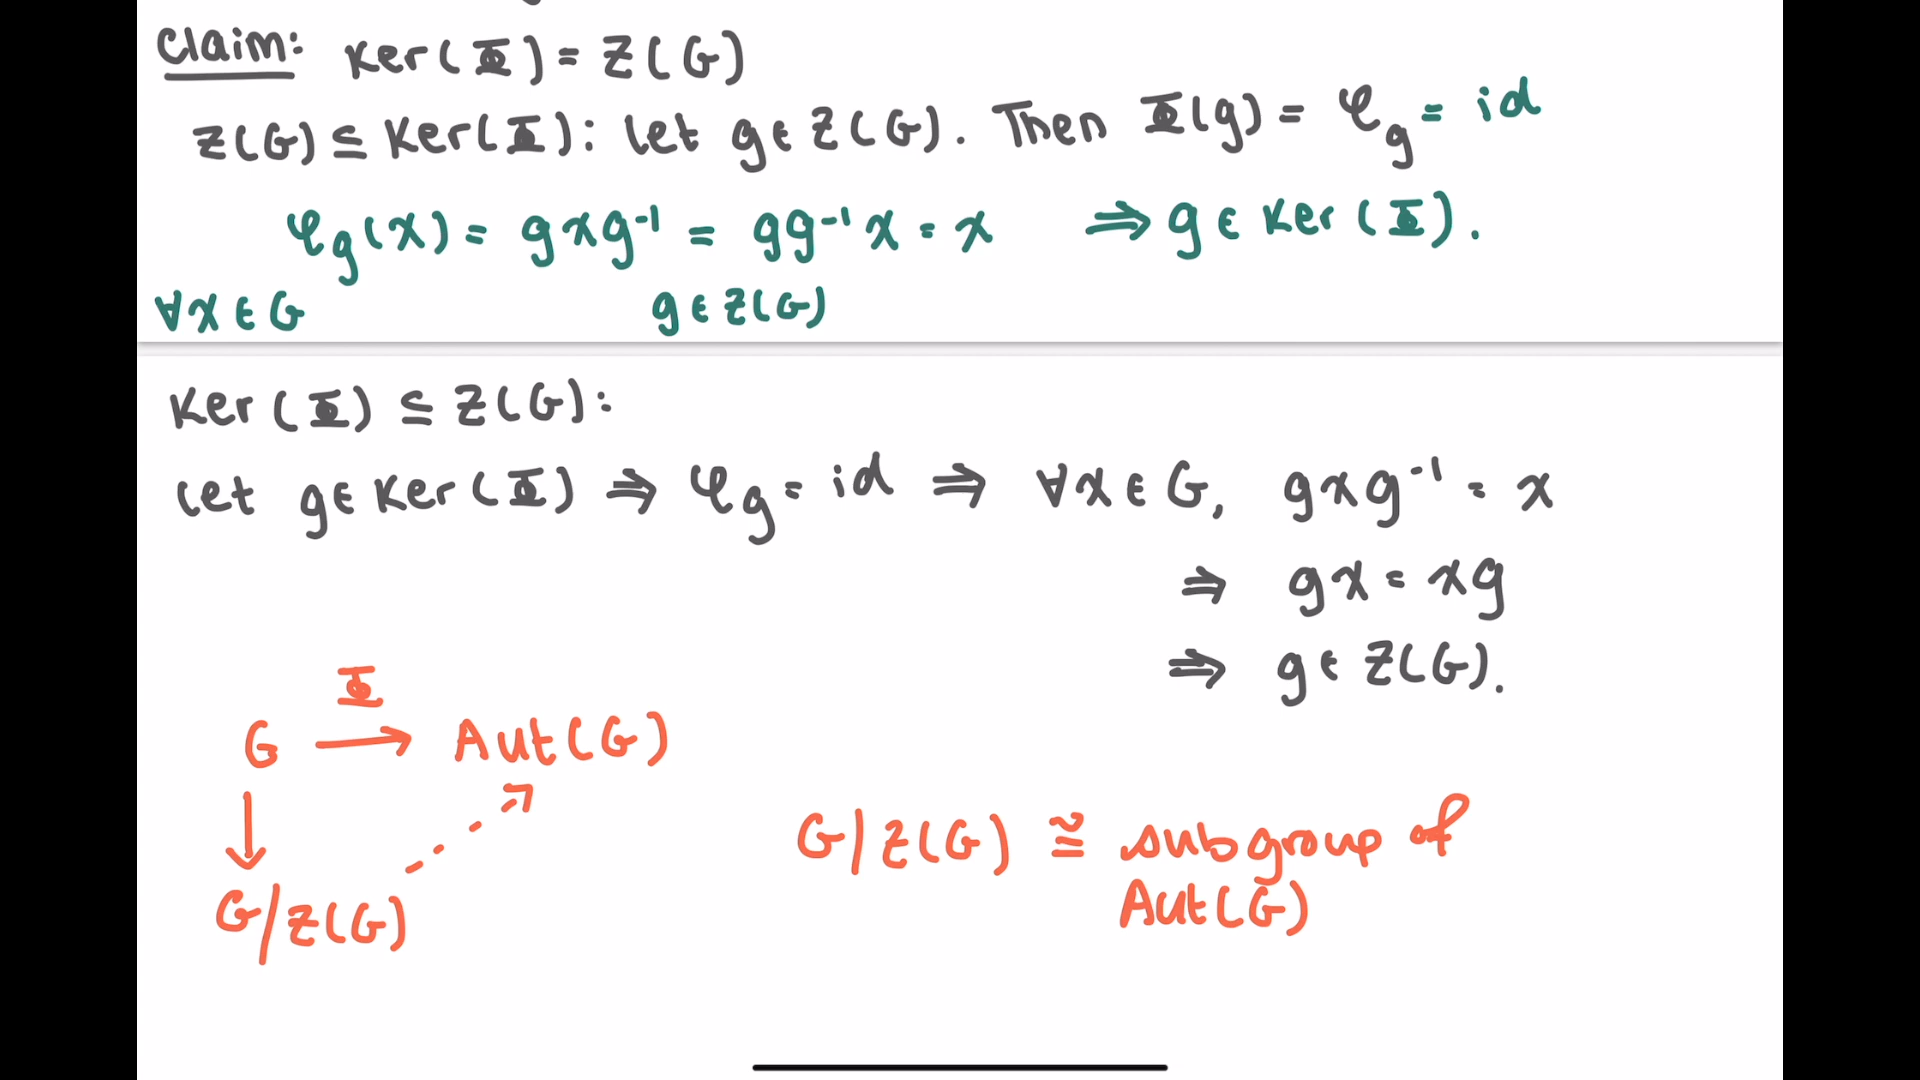 Claim: Ker(Φ) = Z(G)
Z(G) ⊆ Ker(Φ): let g ∈ Z(G). Then Φ(g) = φ_g = id
φ_g(x) = gxg⁻¹ = gg⁻¹x = x ⇒ g ∈ Ker(Φ).
∀x ∈ G g ∈ Z(G)
Ker(Φ) ⊆ Z(G):
Let g ∈ Ker(Φ) ⇒ φ_g = id ⇒ ∀x ∈ G, gxg⁻¹ = x
⇒ gx = xg
⇒ g ∈ Z(G).
Φ
G → Aut(G)
G/Z(G) ≅ subgroup of
Aut(G)
G/Z(G)